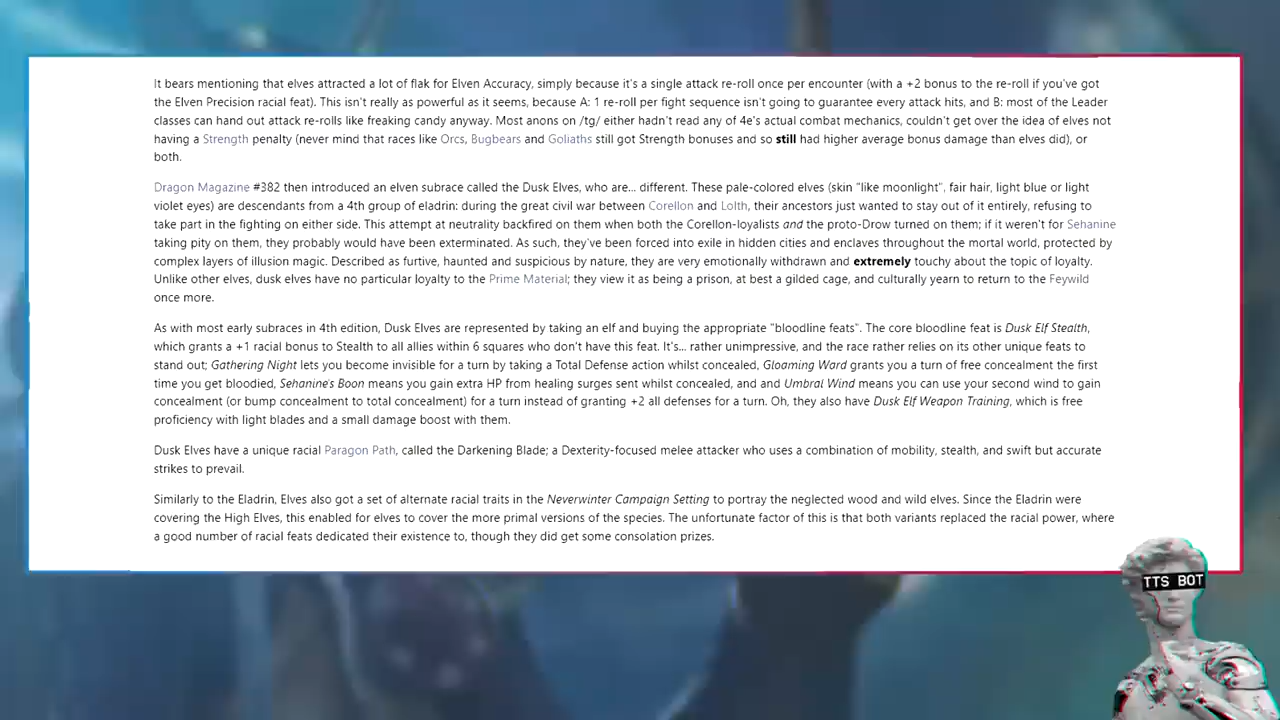 It bears mentioning that elves attracted a lot of flak for Elven Accuracy, simply because it's a single attack re-roll once per encounter (with a +2 bonus to the re-roll if you've got
the Elven Precision racial feat). This isn't really as powerful as it seems, because A: 1 re-roll per fight sequence isn't going to guarantee every attack hits, and B: most of the Leader
classes can hand out attack re-rolls like freaking candy anyway. Most anons on /tg/ either hadn't read any of 4e's actual combat mechanics, couldn't get over the idea of elves not
having a Strength penalty (never mind that races like Orcs, Bugbears and Goliaths still got Strength bonuses and so still had higher average bonus damage than elves did), or
both.
Dragon Magazine #382 then introduced an elven subrace called the Dusk Elves, who are... different. These pale-colored elves (skin "like moonlight", fair hair, light blue or light
violet eyes) are descendants from a 4th group of eladrin: during the great civil war between Corellon and Lolth, their ancestors just wanted to stay out of it entirely, refusing to
take part in the fighting on either side. This attempt at neutrality backfired on them when both the Corellon-loyalists and the proto-Drow turned on them; if it weren't for Sehanine
taking pity on them, they probably would have been exterminated. As such, they've been forced into exile in hidden cities and enclaves throughout the mortal world, protected by
complex layers of illusion magic. Described as furtive, haunted and suspicious by nature, they are very emotionally withdrawn and extremely touchy about the topic of loyalty.
Unlike other elves, dusk elves have no particular loyalty to the Prime Material; they view it as being a prison, at best a gilded cage, and culturally yearn to return to the Feywild
once more.
As with most early subraces in 4th edition, Dusk Elves are represented by taking an elf and buying the appropriate "bloodline feats". The core bloodline feat is Dusk Elf Stealth,
which grants a +1 racial bonus to Stealth to all allies within 6 squares who don't have this feat. It's... rather unimpressive, and the race rather relies on its other unique feats to
stand out; Gathering Night lets you become invisible for a turn by taking a Total Defense action whilst concealed, Gloaming Ward grants you a turn of free concealment the first
time you get bloodied, Sehanine's Boon means you gain extra HP from healing surges sent whilst concealed, and and Umbral Wind means you can use your second wind to gain
concealment (or bump concealment to total concealment) for a turn instead of granting +2 all defenses for a turn. Oh, they also have Dusk Elf Weapon Training, which is free
proficiency with light blades and a small damage boost with them.
Dusk Elves have a unique racial Paragon Path, called the Darkening Blade; a Dexterity-focused melee attacker who uses a combination of mobility, stealth, and swift but accurate
strikes to prevail.
Similarly to the Eladrin, Elves also got a set of alternate racial traits in the Neverwinter Campaign Setting to portray the neglected wood and wild elves. Since the Eladrin were
covering the High Elves, this enabled for elves to cover the more primal versions of the species. The unfortunate factor of this is that both variants replaced the racial power, where
a good number of racial feats dedicated their existence to, though they did get some consolation prizes.
TTS BOT